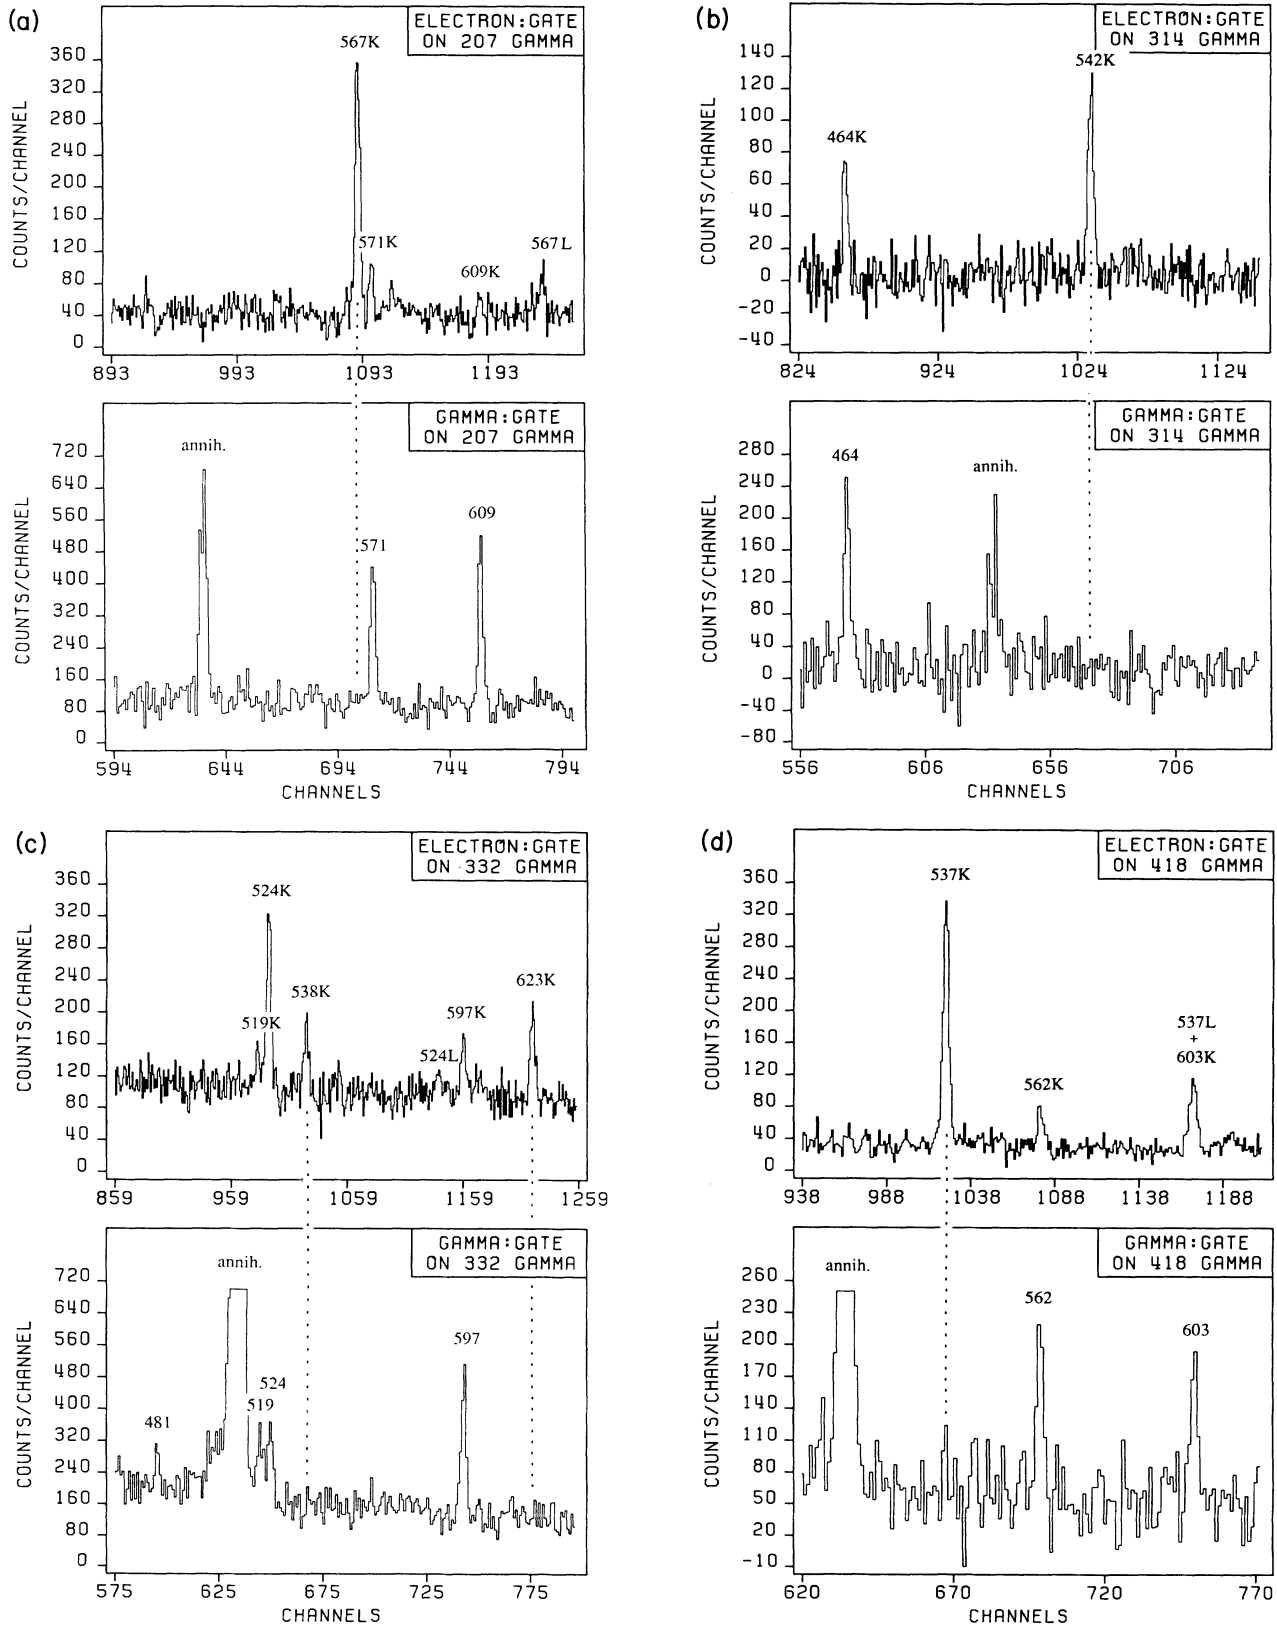 (a)
ELECTRON:GATE
ON 207 GAMMA
COUNTS/CHANNEL
360
320
280
240
200
160
120
80
40
0
567K
571K
609K
567L
893
993
1093
1193
GAMMA:GATE
ON 207 GAMMA
COUNTS/CHANNEL
720
640
560
480
400
320
240
160
80
0
annih.
571
609
594
644
694
744
794
CHANNELS
(b)
ELECTRON:GATE
ON 314 GAMMA
COUNTS/CHANNEL
140
120
100
80
60
40
20
0
-20
-40
464K
542K
824
924
1024
1124
GAMMA:GATE
ON 314 GAMMA
COUNTS/CHANNEL
280
240
200
160
120
80
40
0
-40
-80
464
annih.
556
606
656
706
CHANNELS
(c)
ELECTRON:GATE
ON 332 GAMMA
COUNTS/CHANNEL
360
320
280
240
200
160
120
80
40
0
524K
519K
538K
524L
597K
623K
859
959
1059
1159
1259
GAMMA:GATE
ON 332 GAMMA
COUNTS/CHANNEL
720
640
560
480
400
320
240
160
80
0
annih.
481
519
524
597
575
625
675
725
775
CHANNELS
(d)
ELECTRON:GATE
ON 418 GAMMA
COUNTS/CHANNEL
360
320
280
240
200
160
120
80
40
0
537K
562K
537L
+
603K
938
988
1038
1088
1138
1188
GAMMA:GATE
ON 418 GAMMA
COUNTS/CHANNEL
260
230
200
170
140
110
80
50
20
-10
annih.
562
603
620
670
720
770
CHANNELS